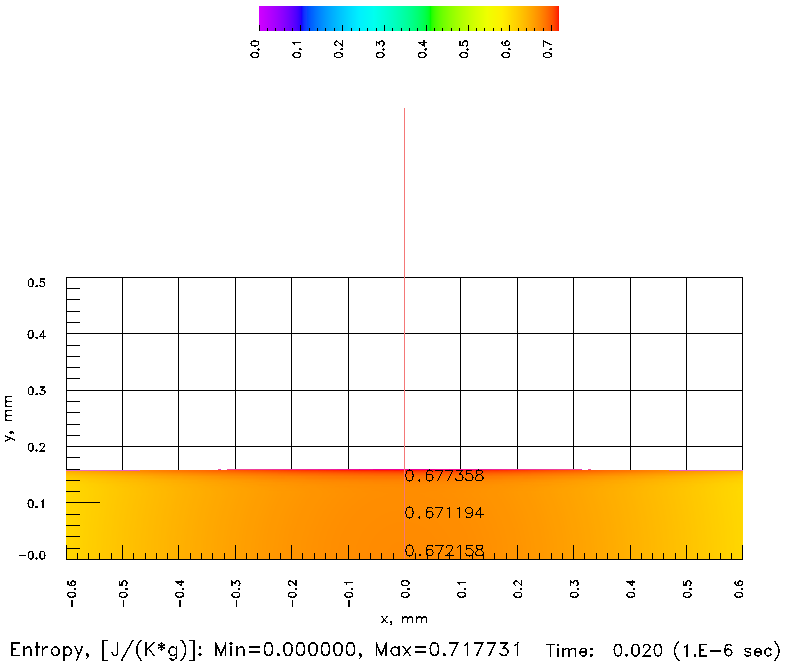 0.0 0.1 0.2 0.3 0.4 0.5 0.6 0.7
0.5
0.4
0.3
0.2
0.1
-0.0
y, mm
0.677358
0.671194
0.672158
-0.6 -0.5 -0.4 -0.3 -0.2 -0.1 0.0 0.1 0.2 0.3 0.4 0.5 0.6
x, mm
Entropy, [J/(K*g)]: Min=0.000000, Max=0.717731 Time: 0.020 (1.E-6 sec)